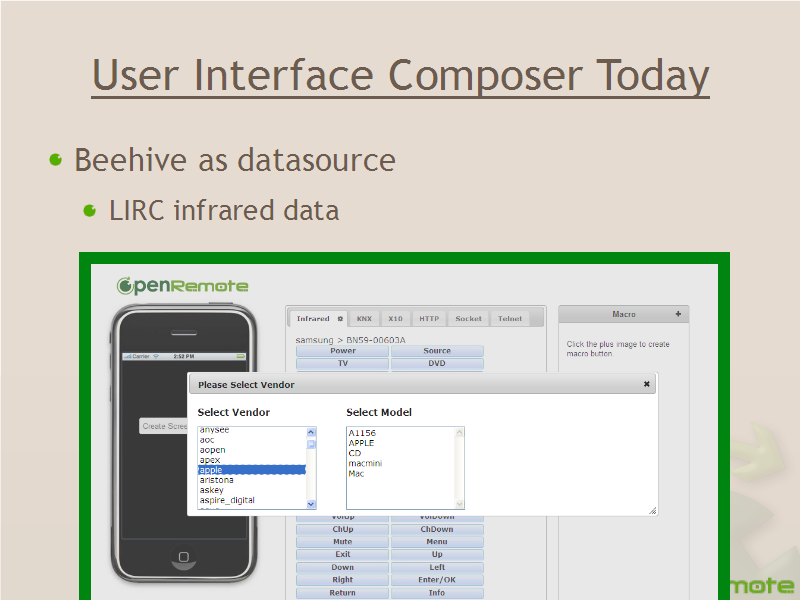 User Interface Composer Today
Beehive as datasource
LIRC infrared data
OpenRemote
Carrier 2:52 PM
Create Scree
Infrared KNX X10 HTTP Socket Telnet
samsung > BN59-00603A
Power Source
TV DVD
Macro +
Click the plus image to create
macro button.
Please Select Vendor
Select Vendor Select Model
anysee
aoc
aopen
apex
apple
aristona
askey
aspire_digital
A1156
APPLE
CD
macmini
Mac
VolUp VolDown
ChUp ChDown
Mute Menu
Exit Up
Down Left
Right Enter/OK
Return Info
mote